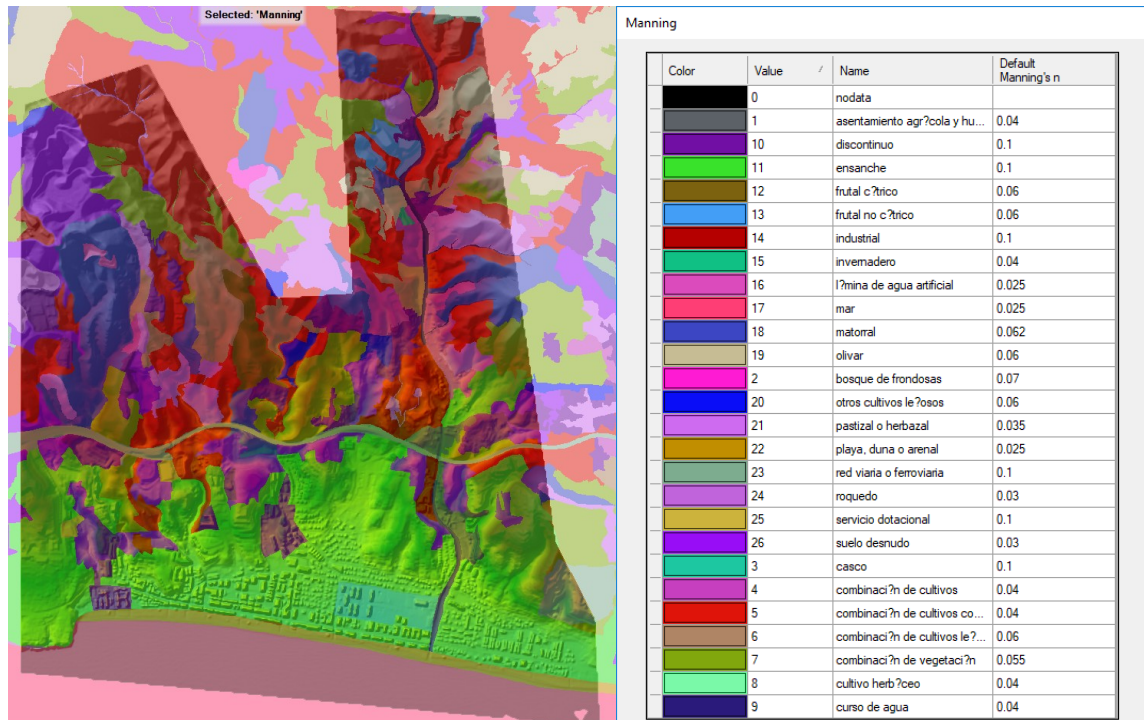 Selected: 'Manning'
Manning
Color Value / Name Default Manning's n
0 nodata
1 asentamiento agr?cola y hu... 0.04
10 discontinuo 0.1
11 ensanche 0.1
12 frutal c?trico 0.06
13 frutal no c?trico 0.06
14 industrial 0.1
15 invernadero 0.04
16 l?mina de agua artificial 0.025
17 mar 0.025
18 matorral 0.062
19 olivar 0.06
2 bosque de frondosas 0.07
20 otros cultivos le?osos 0.06
21 pastizal o herbazal 0.035
22 playa, duna o arenal 0.025
23 red viaria o ferroviaria 0.1
24 roquedo 0.03
25 servicio dotacional 0.1
26 suelo desnudo 0.03
3 casco 0.1
4 combinaci?n de cultivos 0.04
5 combinaci?n de cultivos co... 0.04
6 combinaci?n de cultivos le?... 0.06
7 combinaci?n de vegetaci?n 0.055
8 cultivo herb?ceo 0.04
9 curso de agua 0.04